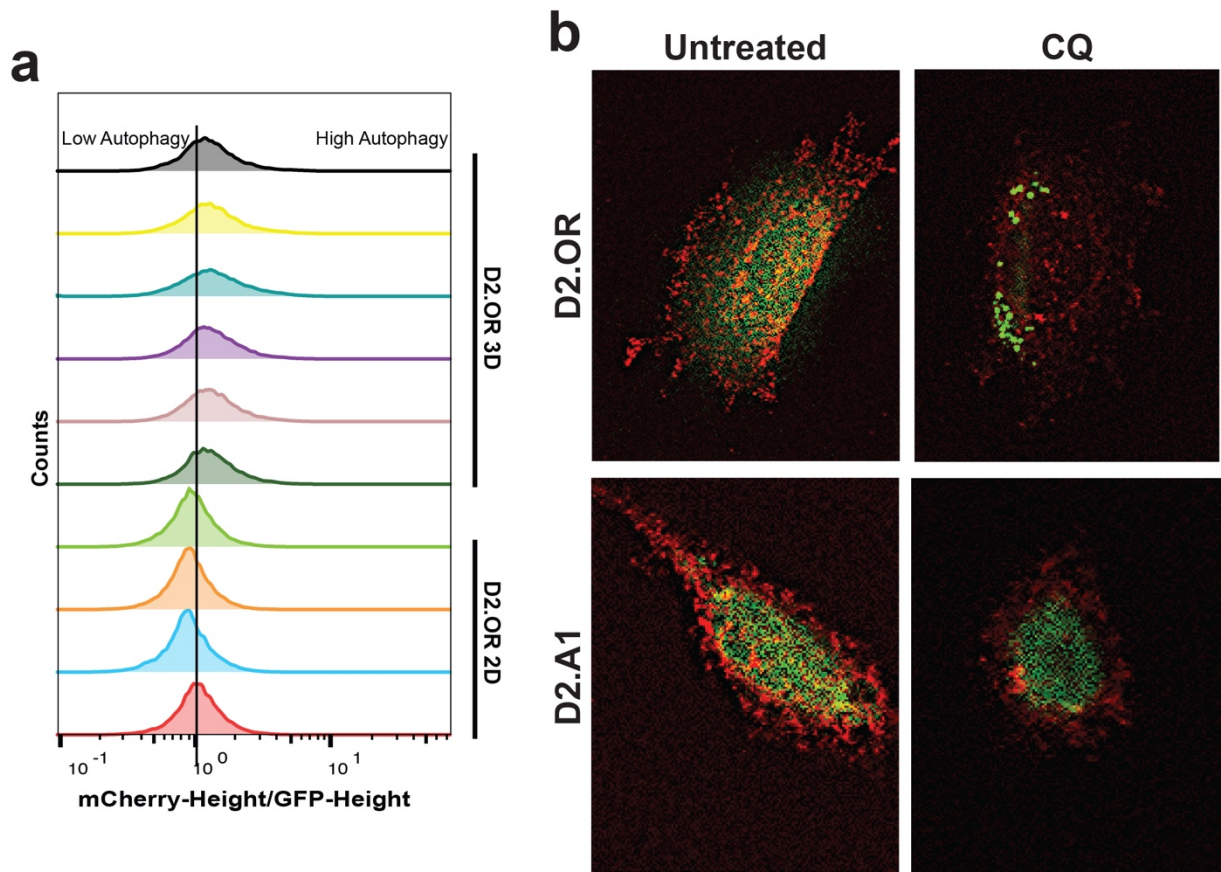 a
Low Autophagy
High Autophagy
D2.OR 3D
Counts
D2.OR 2D
10-1
100
101
mCherry-Height/GFP-Height
b
Untreated
CQ
D2.OR
D2.A1